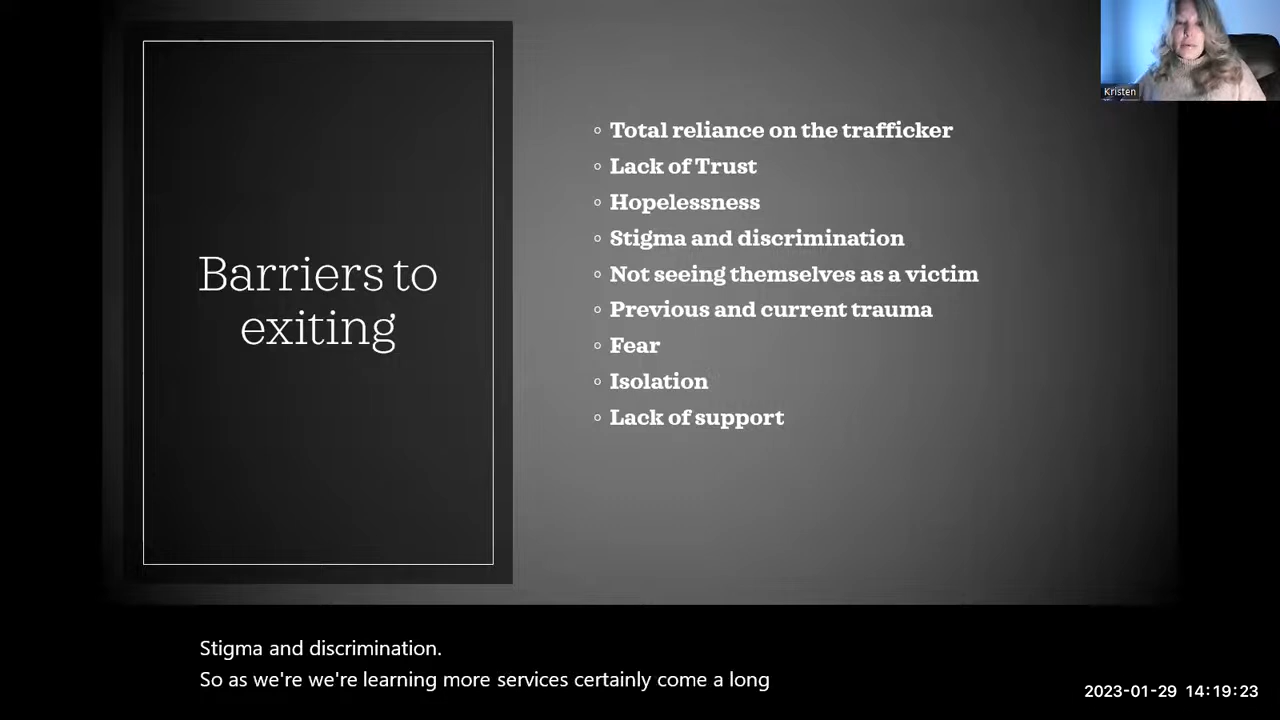 Kristen
Barriers to
exiting
◦ Total reliance on the trafficker
◦ Lack of Trust
◦ Hopelessness
◦ Stigma and discrimination
◦ Not seeing themselves as a victim
◦ Previous and current trauma
◦ Fear
◦ Isolation
◦ Lack of support
Stigma and discrimination.
So as we're we're learning more services certainly come a long
2023-01-29 14:19:23